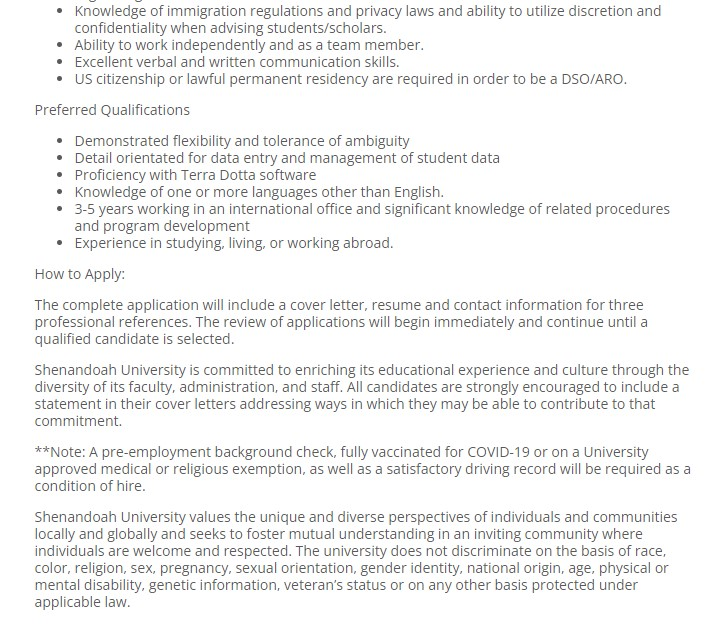 • Knowledge of immigration regulations and privacy laws and ability to utilize discretion and
confidentiality when advising students/scholars.
• Ability to work independently and as a team member.
• Excellent verbal and written communication skills.
• US citizenship or lawful permanent residency are required in order to be a DSO/ARO.
Preferred Qualifications
• Demonstrated flexibility and tolerance of ambiguity
• Detail orientated for data entry and management of student data
• Proficiency with Terra Dotta software
• Knowledge of one or more languages other than English.
• 3-5 years working in an international office and significant knowledge of related procedures
and program development
• Experience in studying, living, or working abroad.
How to Apply:
The complete application will include a cover letter, resume and contact information for three
professional references. The review of applications will begin immediately and continue until a
qualified candidate is selected.
Shenandoah University is committed to enriching its educational experience and culture through the
diversity of its faculty, administration, and staff. All candidates are strongly encouraged to include a
statement in their cover letters addressing ways in which they may be able to contribute to that
commitment.
**Note: A pre-employment background check, fully vaccinated for COVID-19 or on a University
approved medical or religious exemption, as well as a satisfactory driving record will be required as a
condition of hire.
Shenandoah University values the unique and diverse perspectives of individuals and communities
locally and globally and seeks to foster mutual understanding in an inviting community where
individuals are welcome and respected. The university does not discriminate on the basis of race,
color, religion, sex, pregnancy, sexual orientation, gender identity, national origin, age, physical or
mental disability, genetic information, veteran's status or on any other basis protected under
applicable law.